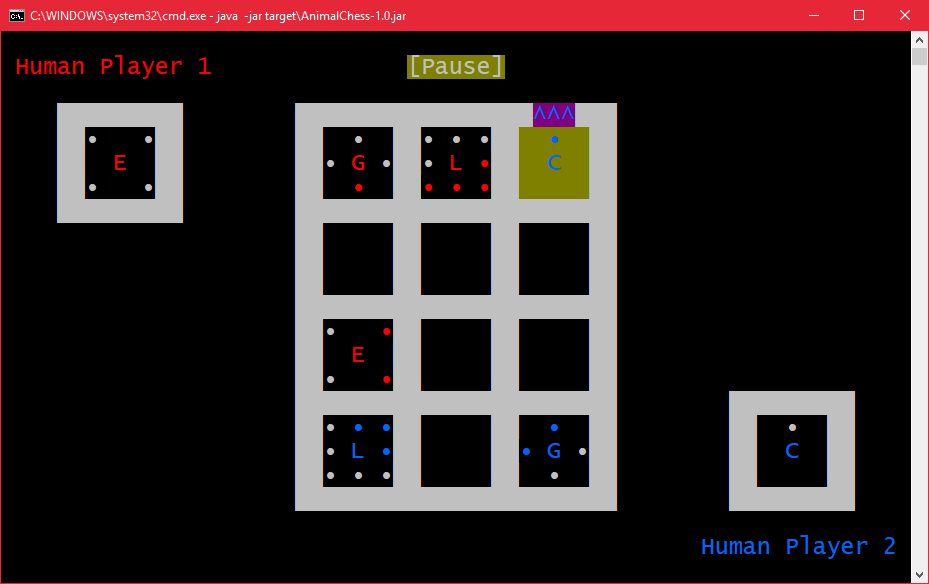 C:\WINDOWS\system32\cmd.exe - java  -jar target\AnimalChess-1.0.jar
Human Player 1
[Pause]
^^^
E
G L C
E
L G
C
Human Player 2